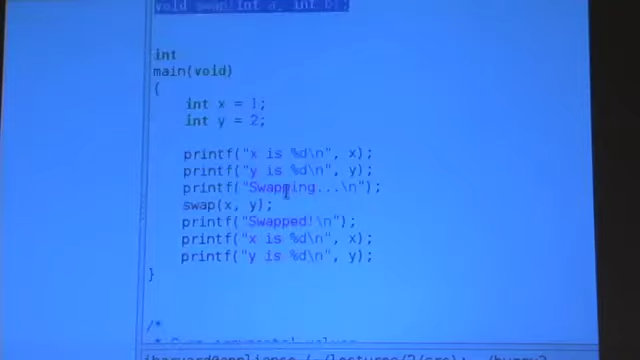 void swap(int a, int b);
int
main(void)
{
int x = 1;
int y = 2;
printf("x is %d\n", x);
printf("y is %d\n", y);
printf("Swapping...\n");
swap(x, y);
printf("Swapped!\n");
printf("x is %d\n", x);
printf("y is %d\n", y);
}
/*